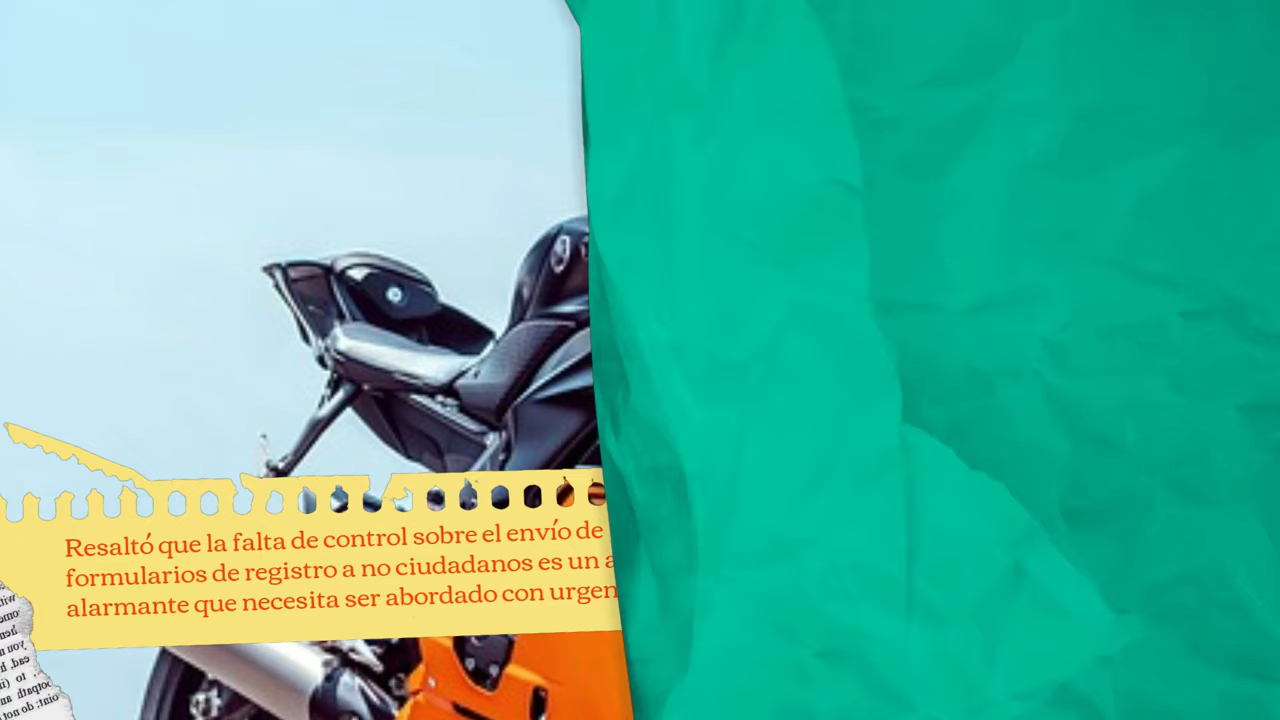 Resaltó que la falta de control sobre el envío de
formularios de registro a no ciudadanos es un
alarmante que necesita ser abordado con